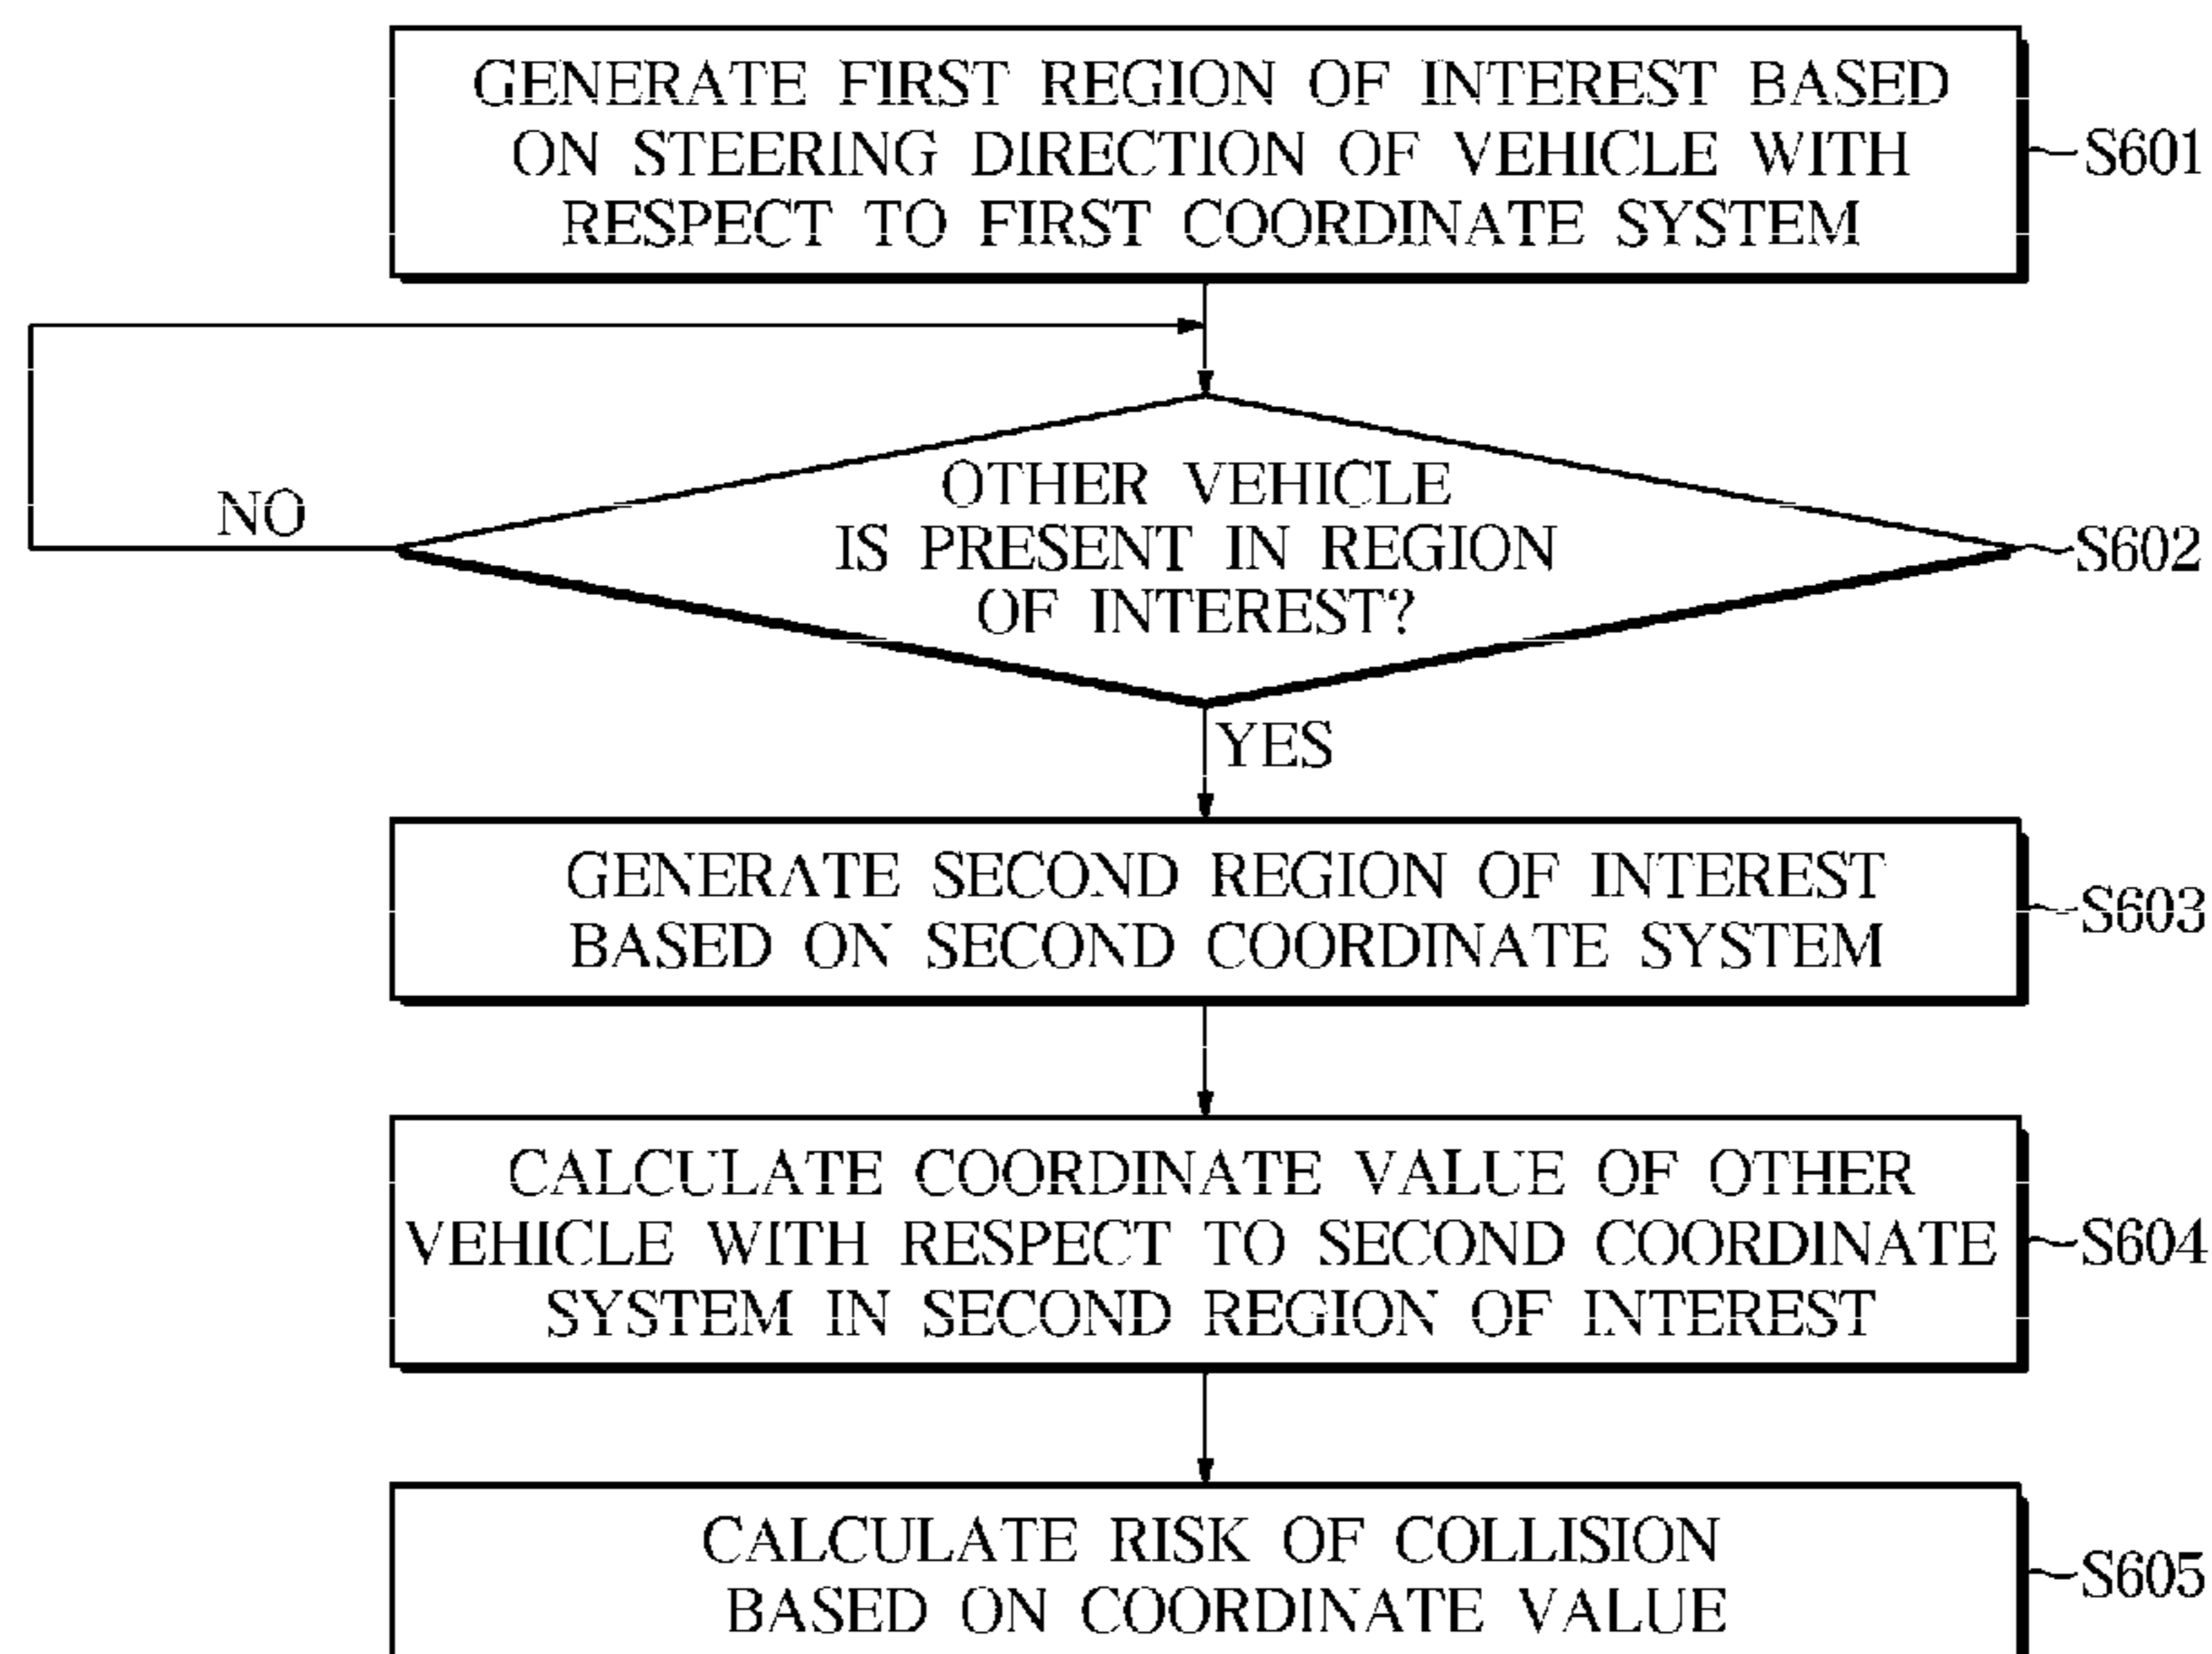 GENERATE FIRST REGION OF INTEREST BASED
ON STEERING DIRECTION OF VEHICLE WITH
RESPECT TO FIRST COORDINATE SYSTEM
S601
NO
OTHER VEHICLE
IS PRESENT IN REGION
OF INTEREST?
S602
YES
GENERATE SECOND REGION OF INTEREST
BASED ON SECOND COORDINATE SYSTEM
S603
CALCULATE COORDINATE VALUE OF OTHER
VEHICLE WITH RESPECT TO SECOND COORDINATE
SYSTEM IN SECOND REGION OF INTEREST
S604
CALCULATE RISK OF COLLISION
BASED ON COORDINATE VALUE
S605